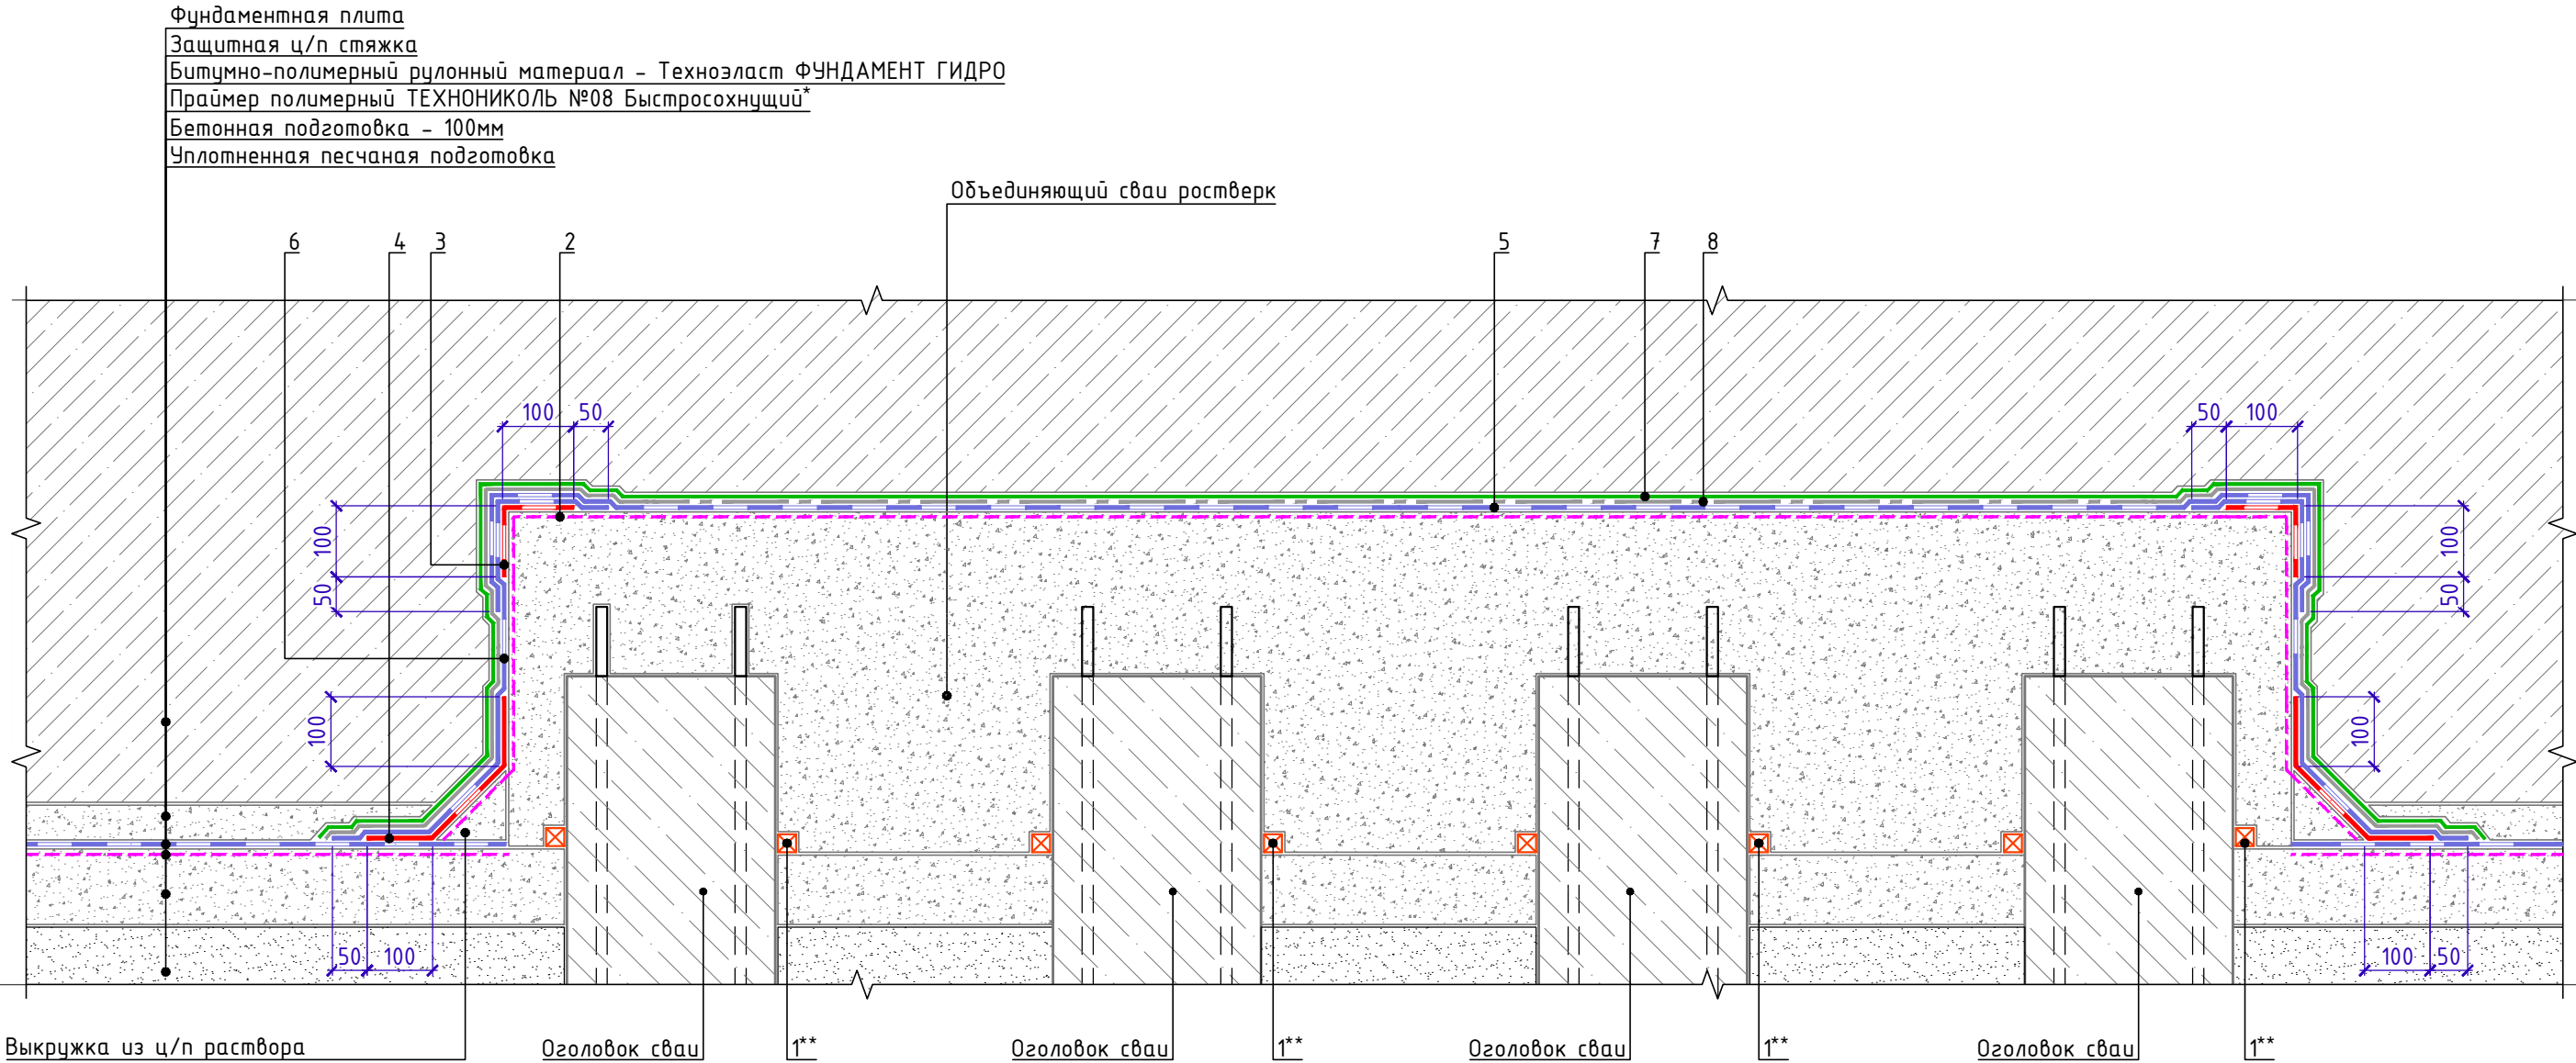 Фундаментная плита
Защитная ц/п стяжка
Битумно-полимерный рулонный материал - Техноэласт ФУНДАМЕНТ ГИДРО
Праймер полимерный ТЕХНОНИКОЛЬ №08 Быстросохнущий*
Бетонная подготовка - 100мм
Уплотненная песчаная подготовка
Объединяющий сваи ростверк
6 4 3 2 5 7 8
100 50 50 100
100
50
100
100
50
100
50 100
100 50
Выкружка из ц/п раствора
Оголовок сваи
1**
Оголовок сваи
1**
Оголовок сваи
1**
Оголовок сваи
1**